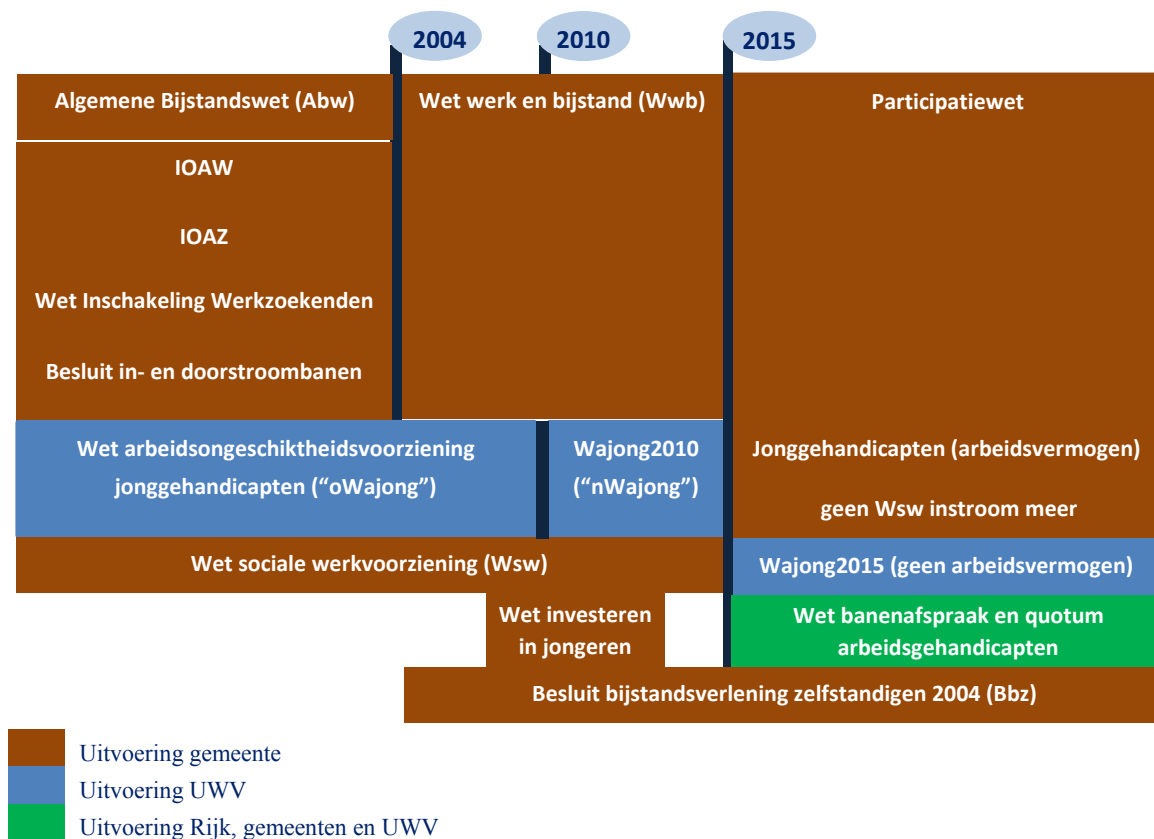 2004
2010
2015
Algemene Bijstandswet (Abw)
Wet werk en bijstand (Wwb)
Participatiewet
IOAW
IOAZ
Wet Inschakeling Werkzoekenden
Besluit in- en doorstroombanen
Wet arbeidsongeschiktheidsvoorziening
jonggehandicapten (“oWajong”)
Wajong2010
(“nWajong”)
Jonggehandicapten (arbeidsvermogen)
geen Wsw instroom meer
Wet sociale werkvoorziening (Wsw)
Wajong2015 (geen arbeidsvermogen)
Wet investeren
in jongeren
Wet banenafspraak en quotum
arbeidsgehandicapten
Besluit bijstandsverlening zelfstandigen 2004 (Bbz)
Uitvoering gemeente
Uitvoering UWV
Uitvoering Rijk, gemeenten en UWV